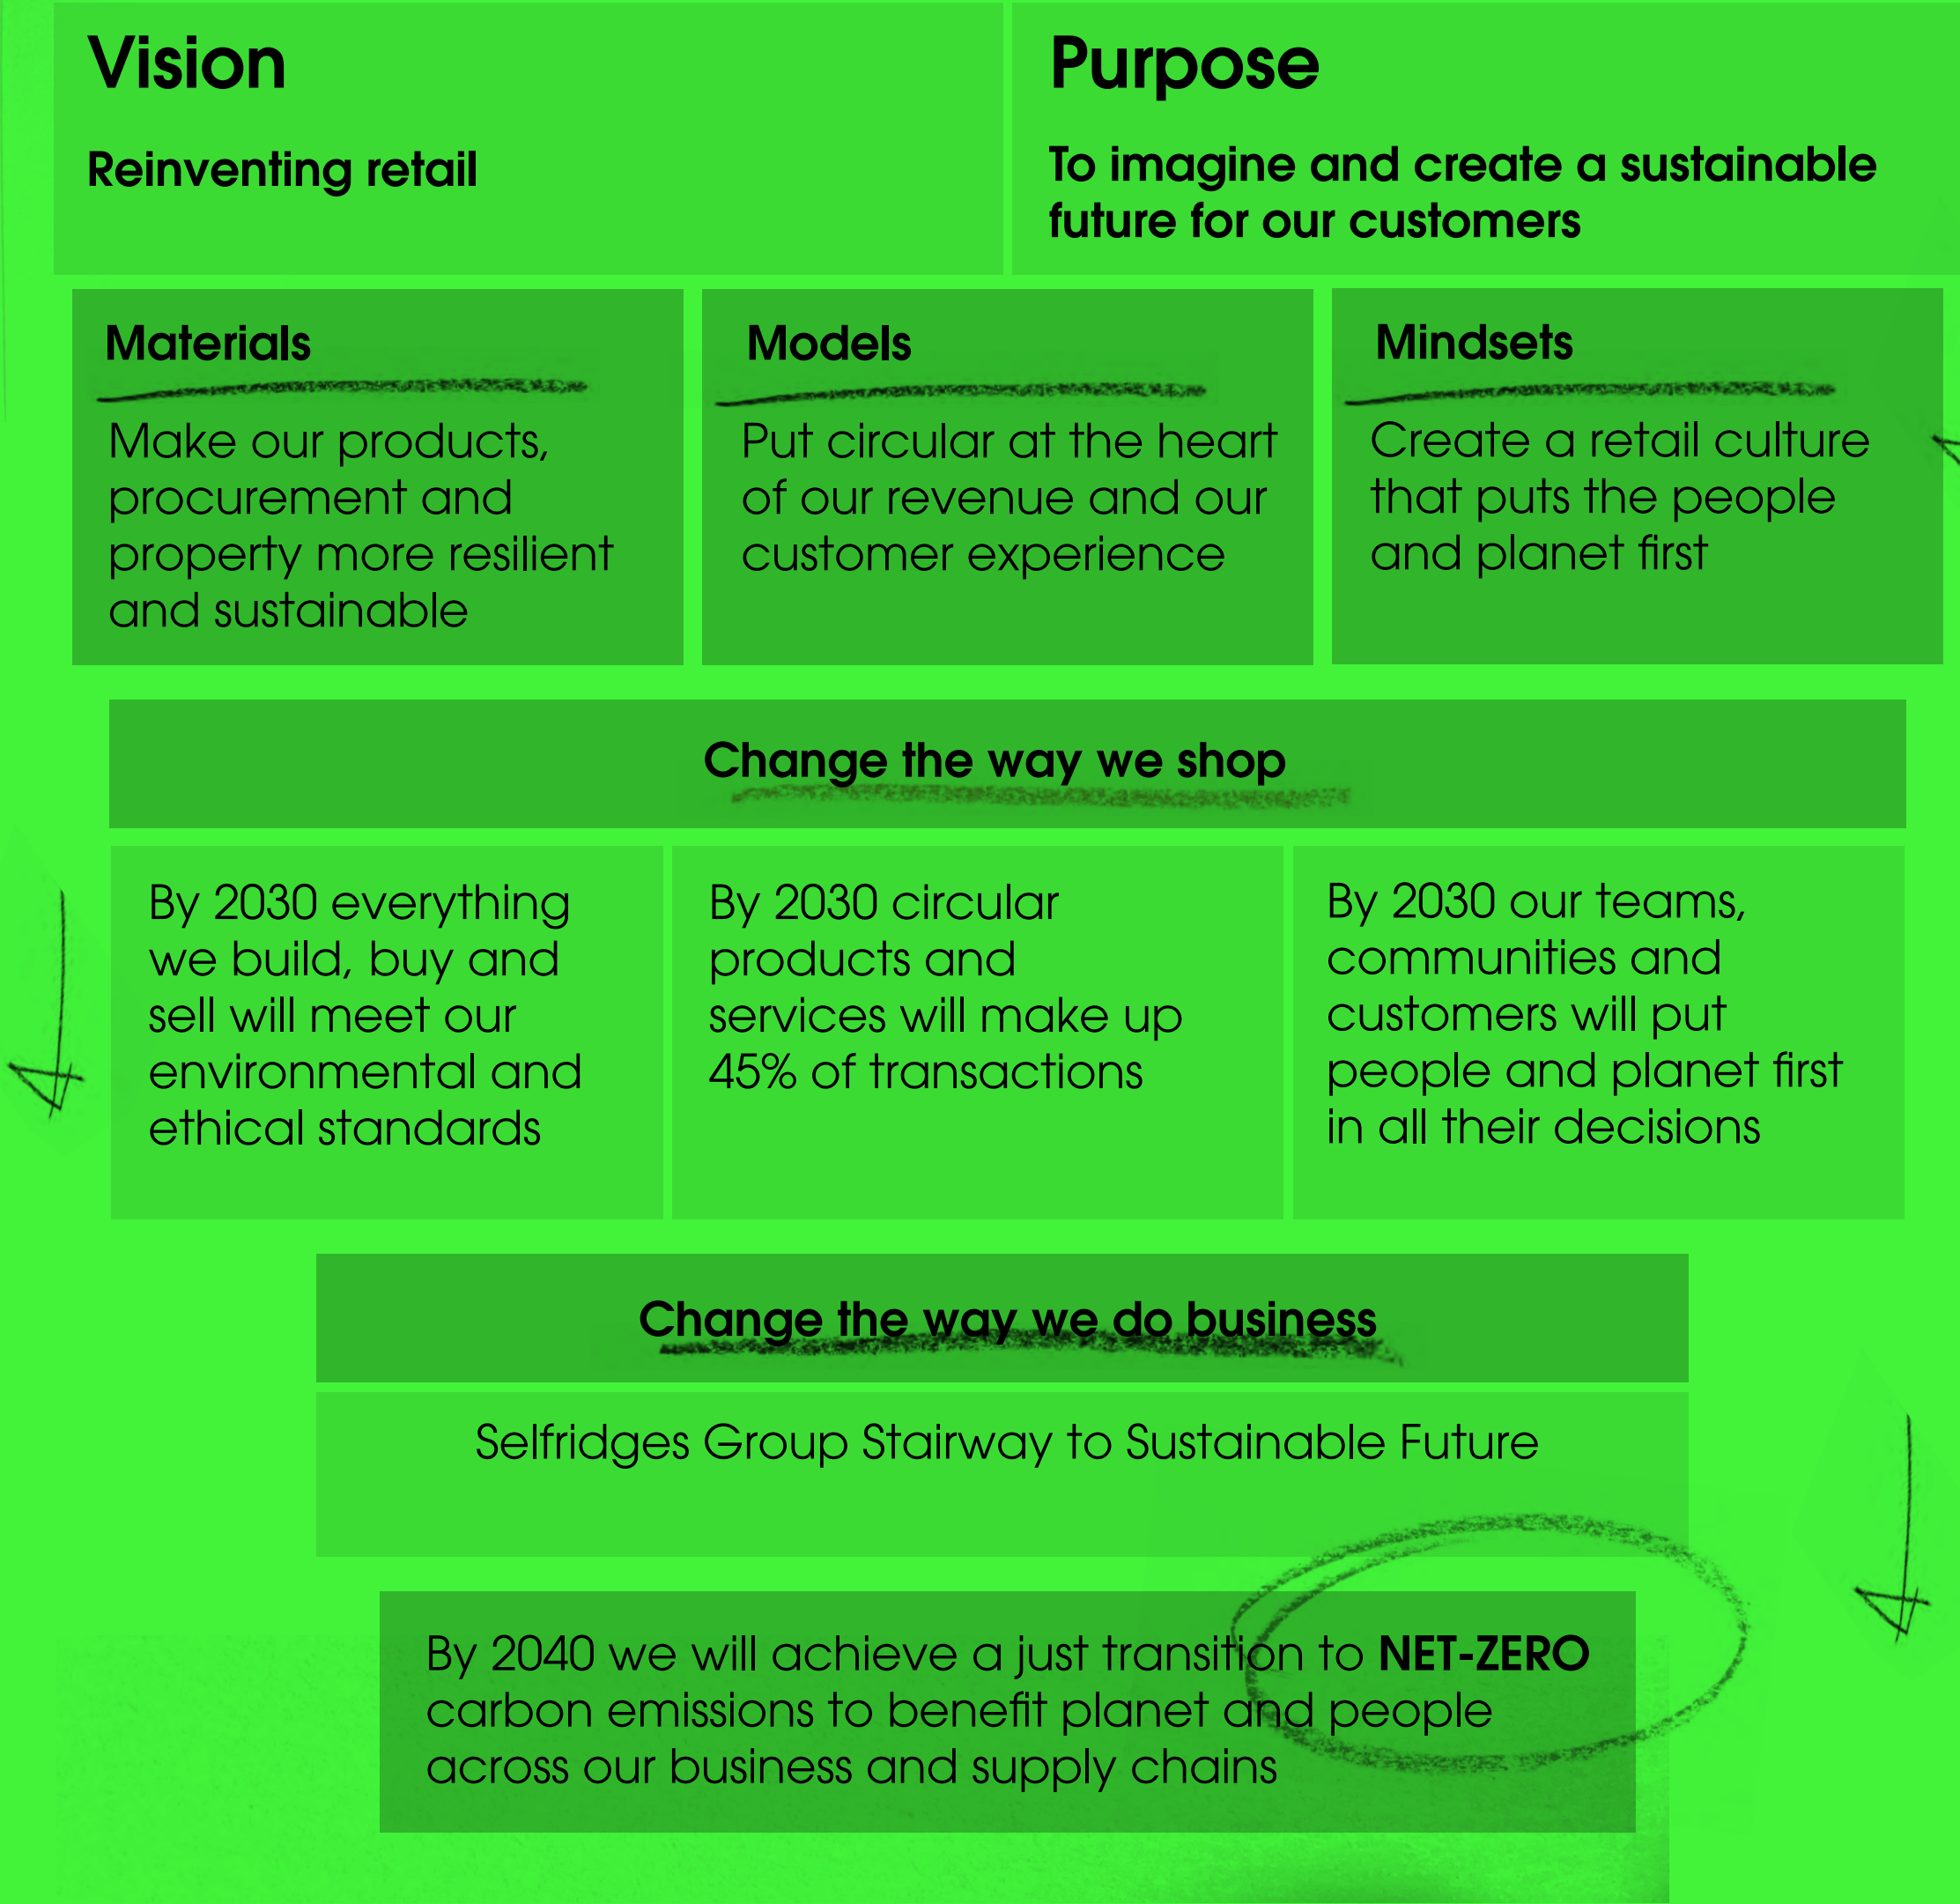 Vision
Reinventing retail
Purpose
To imagine and create a sustainable
future for our customers
Materials
Make our products,
procurement and
property more resilient
and sustainable
Models
Put circular at the heart
of our revenue and our
customer experience
Mindsets
Create a retail culture
that puts the people
and planet first
Change the way we shop
By 2030 everything
we build, buy and
sell will meet our
environmental and
ethical standards
By 2030 circular
products and
services will make up
45% of transactions
By 2030 our teams,
communities and
customers will put
people and planet first
in all their decisions
Change the way we do business
Selfridges Group Stairway to Sustainable Future
By 2040 we will achieve a just transition to NET-ZERO
carbon emissions to benefit planet and people
across our business and supply chains